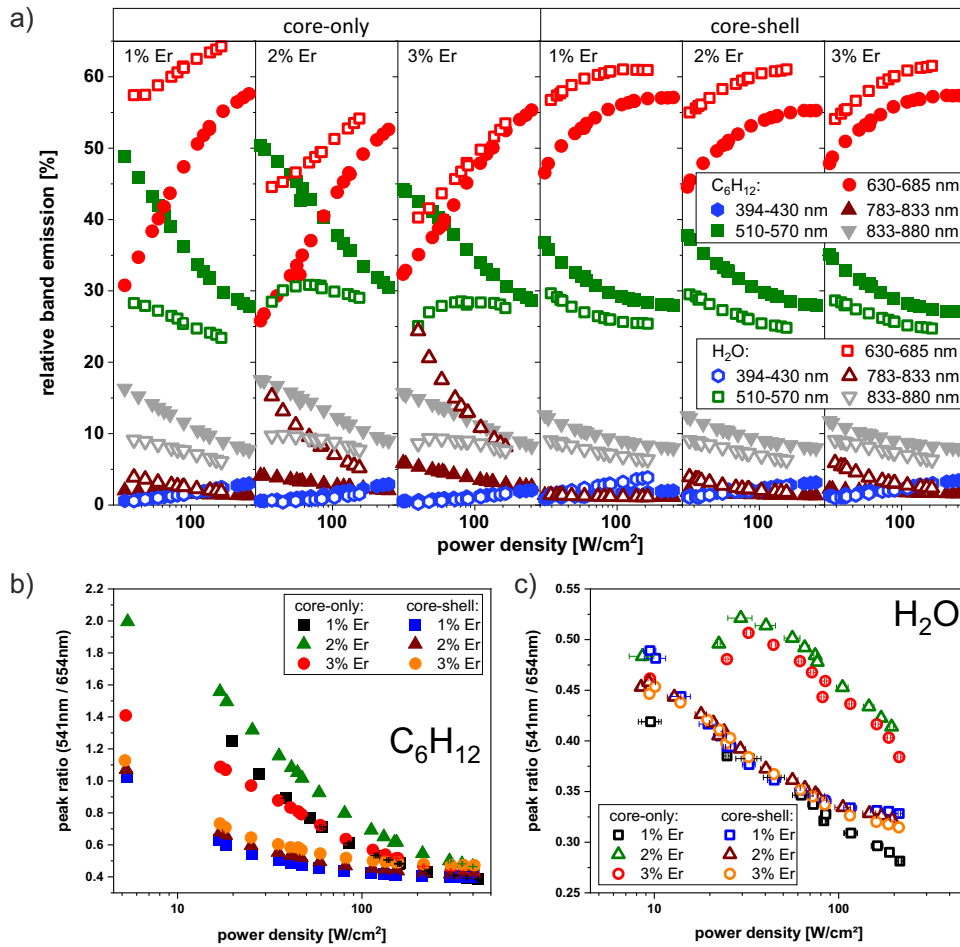 a)
core-only
core-shell
1% Er
2% Er
3% Er
1% Er
2% Er
3% Er
60
50
40
30
20
10
0
relative band emission [%]
C₆H₁₂:
630-685 nm
394-430 nm
783-833 nm
510-570 nm
833-880 nm
H₂O:
630-685 nm
394-430 nm
783-833 nm
510-570 nm
833-880 nm
100
100
100
100
100
100
power density [W/cm²]
b)
2.2
2.0
1.8
1.6
1.4
1.2
1.0
0.8
0.6
0.4
peak ratio (541nm / 654nm)
core-only:
core-shell:
1% Er
1% Er
2% Er
2% Er
3% Er
3% Er
C₆H₁₂
10
100
power density [W/cm²]
c)
0.55
0.50
0.45
0.40
0.35
0.30
0.25
peak ratio (541nm / 654nm)
H₂O
core-only:
core-shell:
1% Er
1% Er
2% Er
2% Er
3% Er
3% Er
10
100
power density [W/cm²]